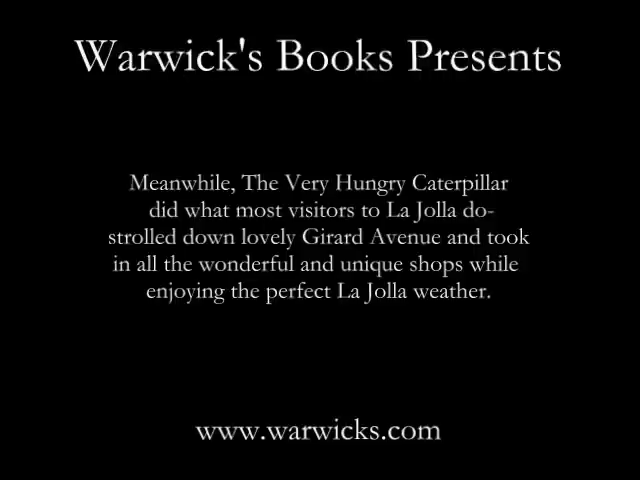 Warwick's Books Presents
Meanwhile, The Very Hungry Caterpillar
did what most visitors to La Jolla do-
strolled down lovely Girard Avenue and took
in all the wonderful and unique shops while
enjoying the perfect La Jolla weather.
www.warwicks.com